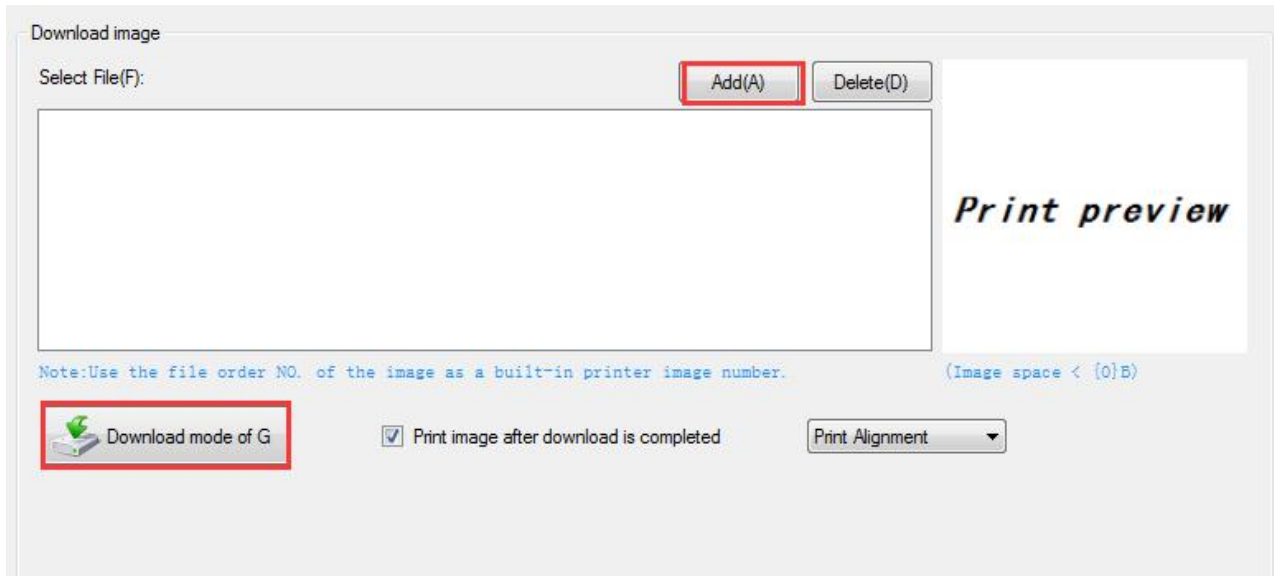 Download image
Select File(F):
Add(A)
Delete(D)
Print preview
Note:Use the file order NO. of the image as a built-in printer image number.
(Image space < {0}B)
Download mode of G
Print image after download is completed
Print Alignment